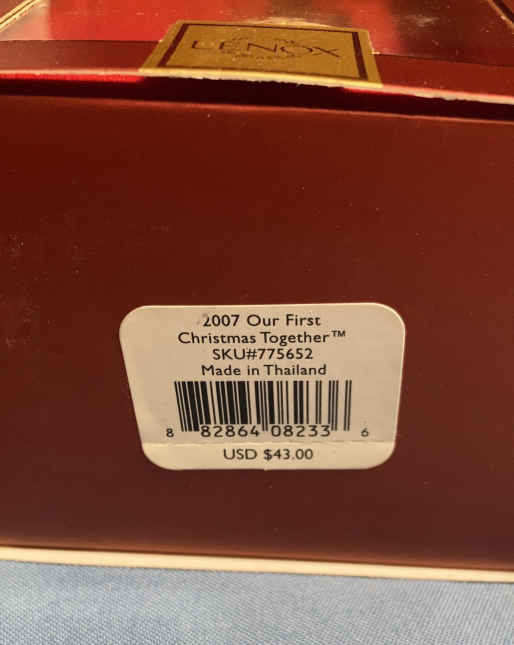 LENOX
2007 Our First
Christmas Together™
SKU#775652
Made in Thailand
8 82864 08233 6
USD $43.00